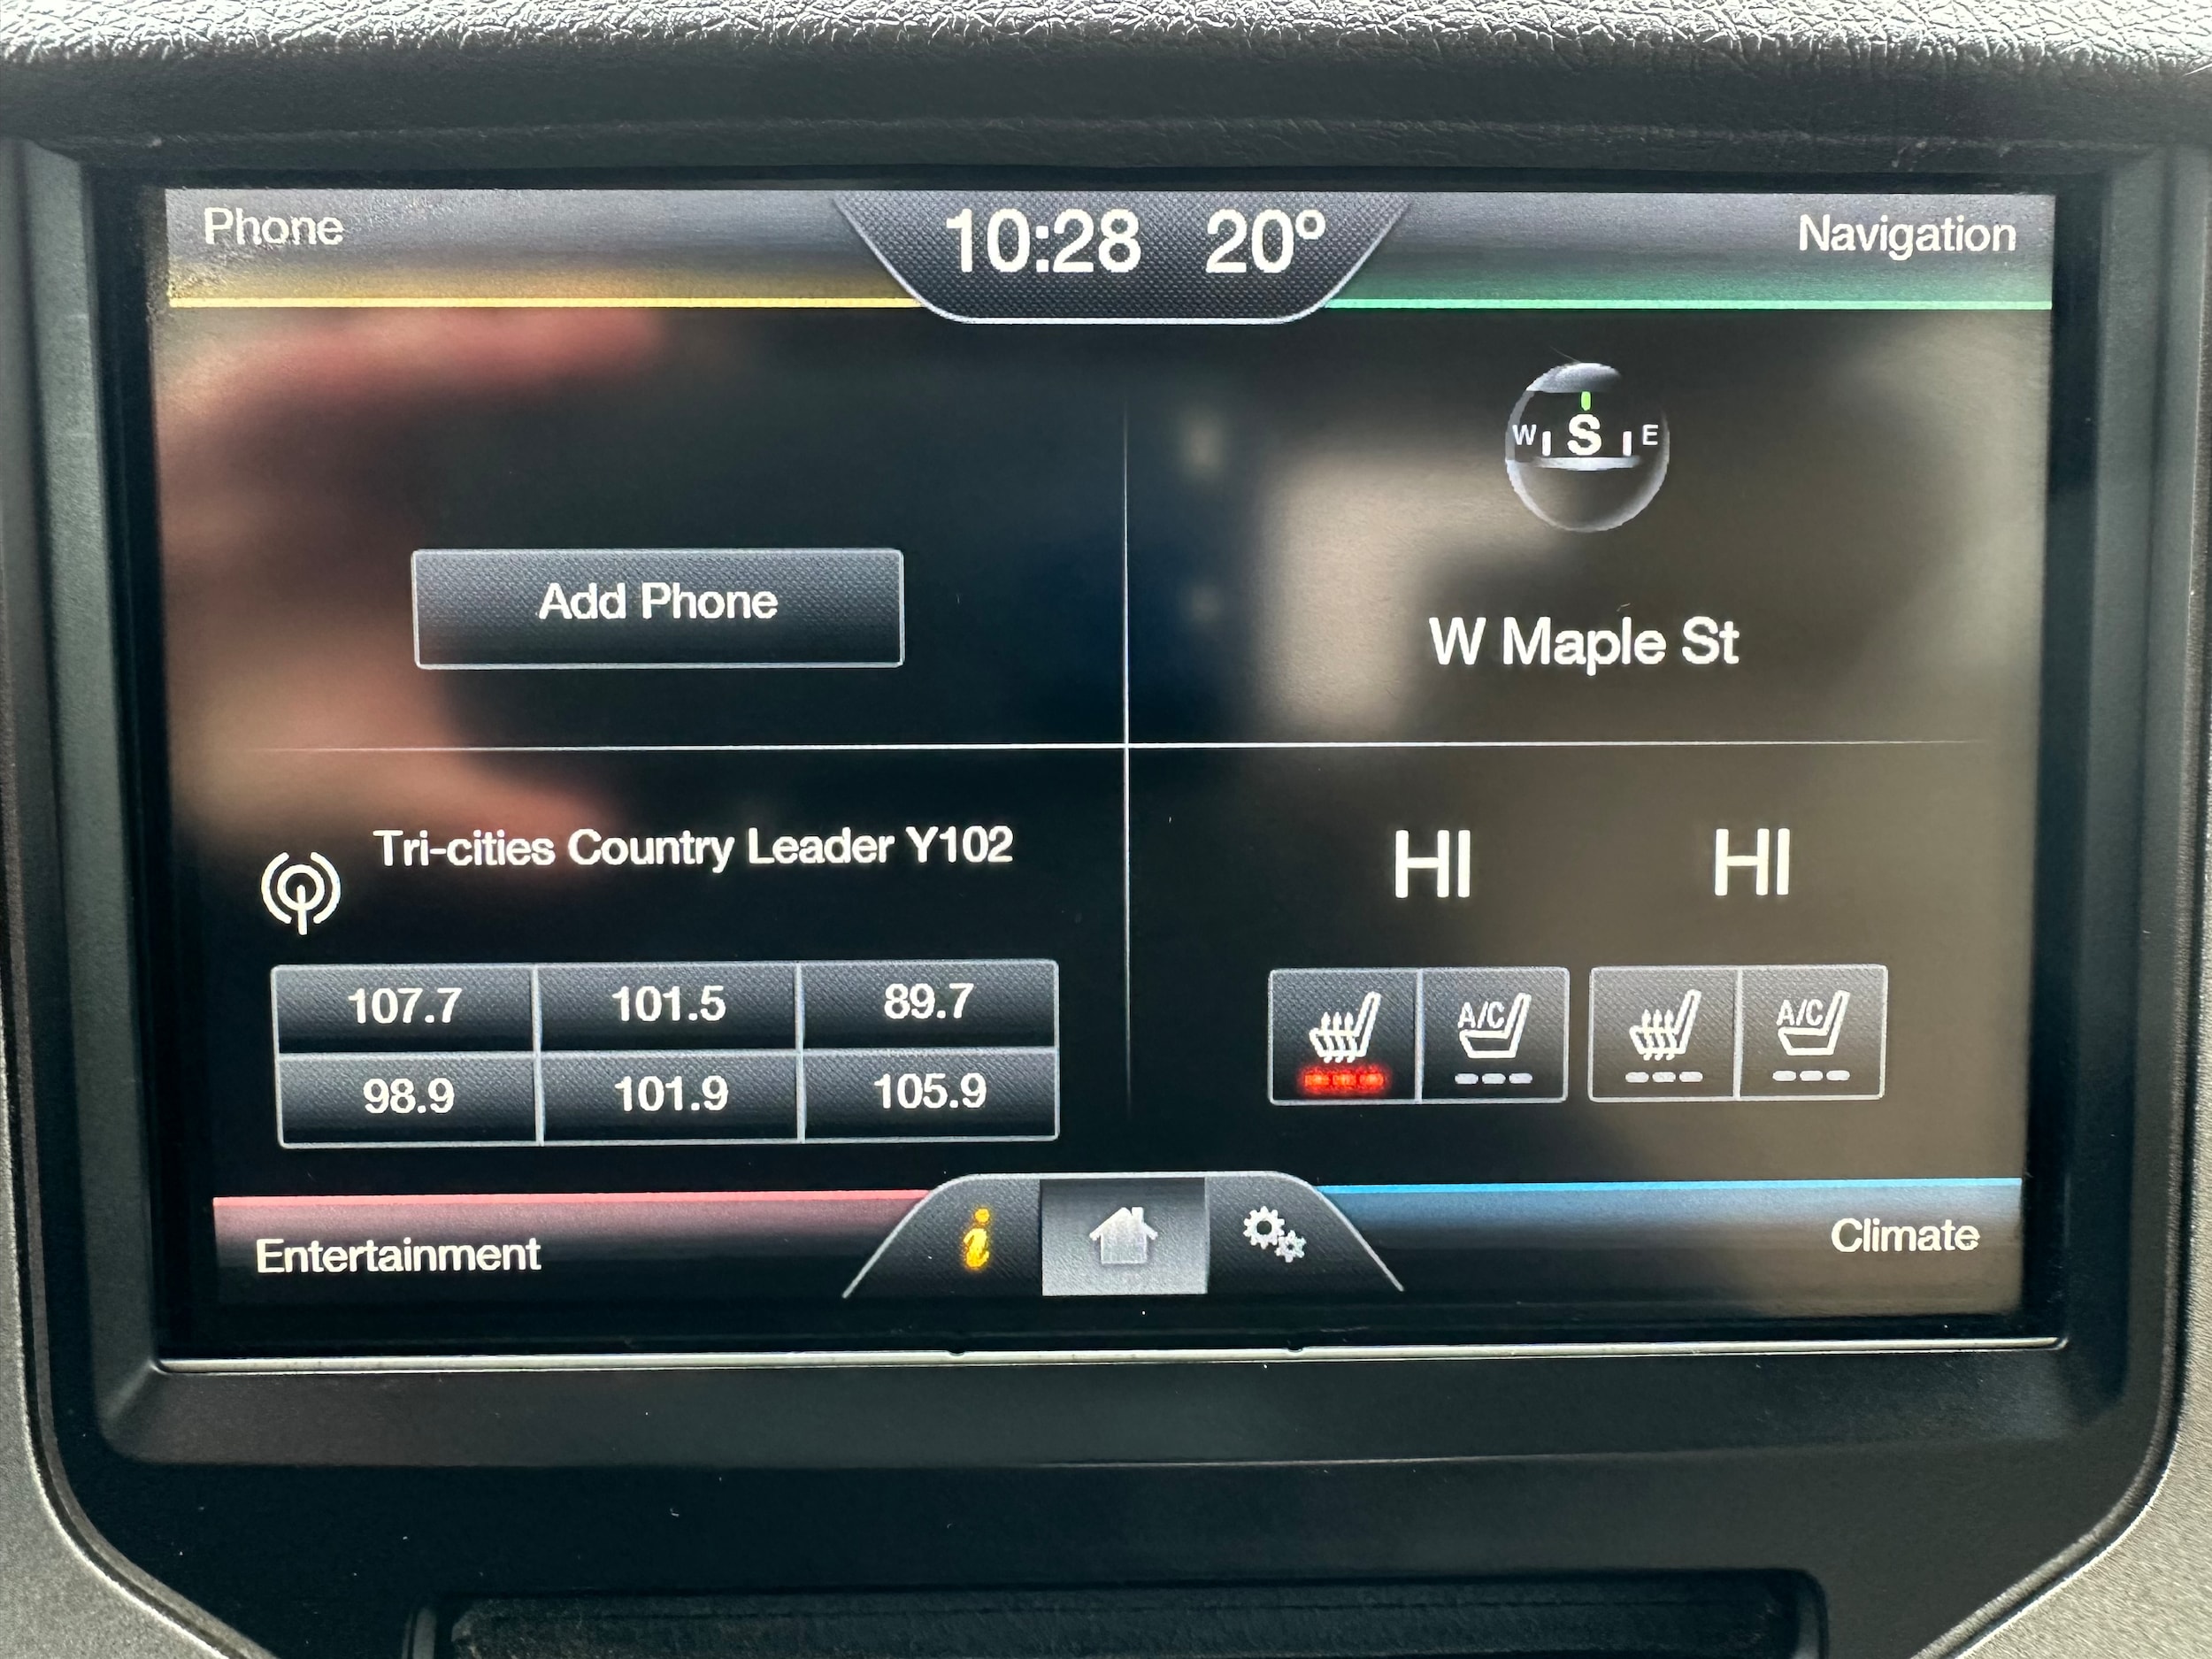 Phone
10:28 20º
Navigation
W S E
Add Phone
W Maple St
Tri-cities Country Leader Y102
HI HI
107.7 101.5 89.7
98.9 101.9 105.9
A/C A/C
Entertainment
i
Climate